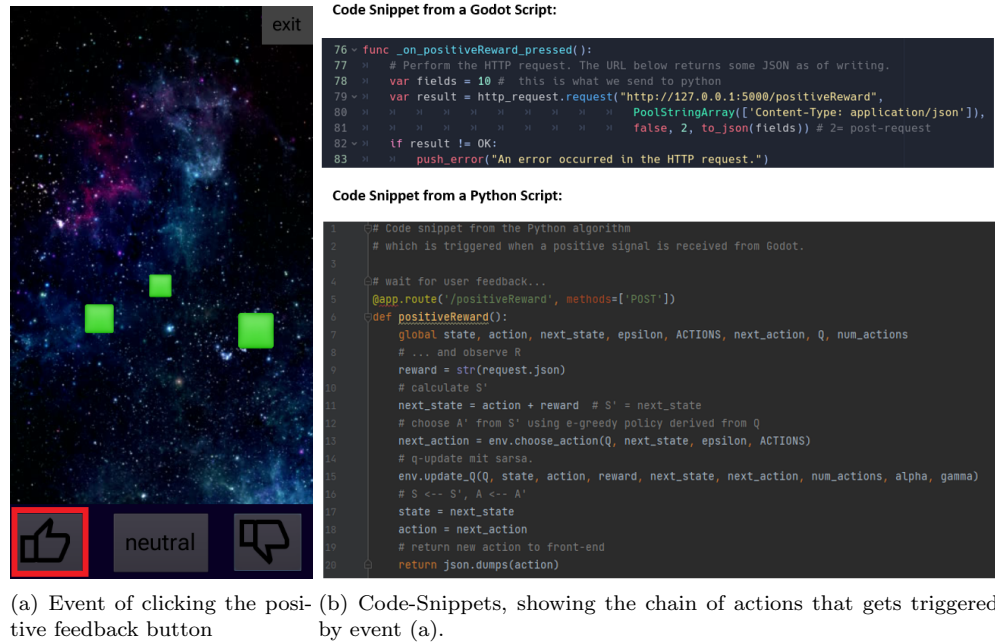 exit
neutral
(a) Event of clicking the posi-
tive feedback button
Code Snippet from a Godot Script:
76 func _on_positiveReward_pressed():
77 # Perform the HTTP request. The URL below returns some JSON as of writing.
78 var fields = 10 #  this is what we send to python
79 var result = http_request.request("http://127.0.0.1:5000/positiveReward",
80 PoolStringArray(['Content-Type: application/json']),
81 false, 2, to_json(fields)) # 2= post-request
82 if result != OK:
83 push_error("An error occurred in the HTTP request.")
Code Snippet from a Python Script:
1 # Code snippet from the Python algorithm
2 # which is triggered when a positive signal is received from Godot.
3
4 # wait for user feedback...
5 @app.route('/positiveReward', methods=['POST'])
6 def positiveReward():
7 global state, action, next_state, epsilon, ACTIONS, next_action, Q, num_actions
8 # ... and observe R
9 reward = str(request.json)
10 # calculate S'
11 next_state = action + reward  # S' = next_state
12 # choose A' from S' using e-greedy policy derived from Q
13 next_action = env.choose_action(Q, next_state, epsilon, ACTIONS)
14 # q-update mit sarsa.
15 env.update_Q(Q, state, action, reward, next_state, next_action, num_actions, alpha, gamma)
16 # S <-- S', A <-- A'
17 state = next_state
18 action = next_action
19 # return new action to front-end
20 return json.dumps(action)
(b) Code-Snippets, showing the chain of actions that gets triggered
by event (a).